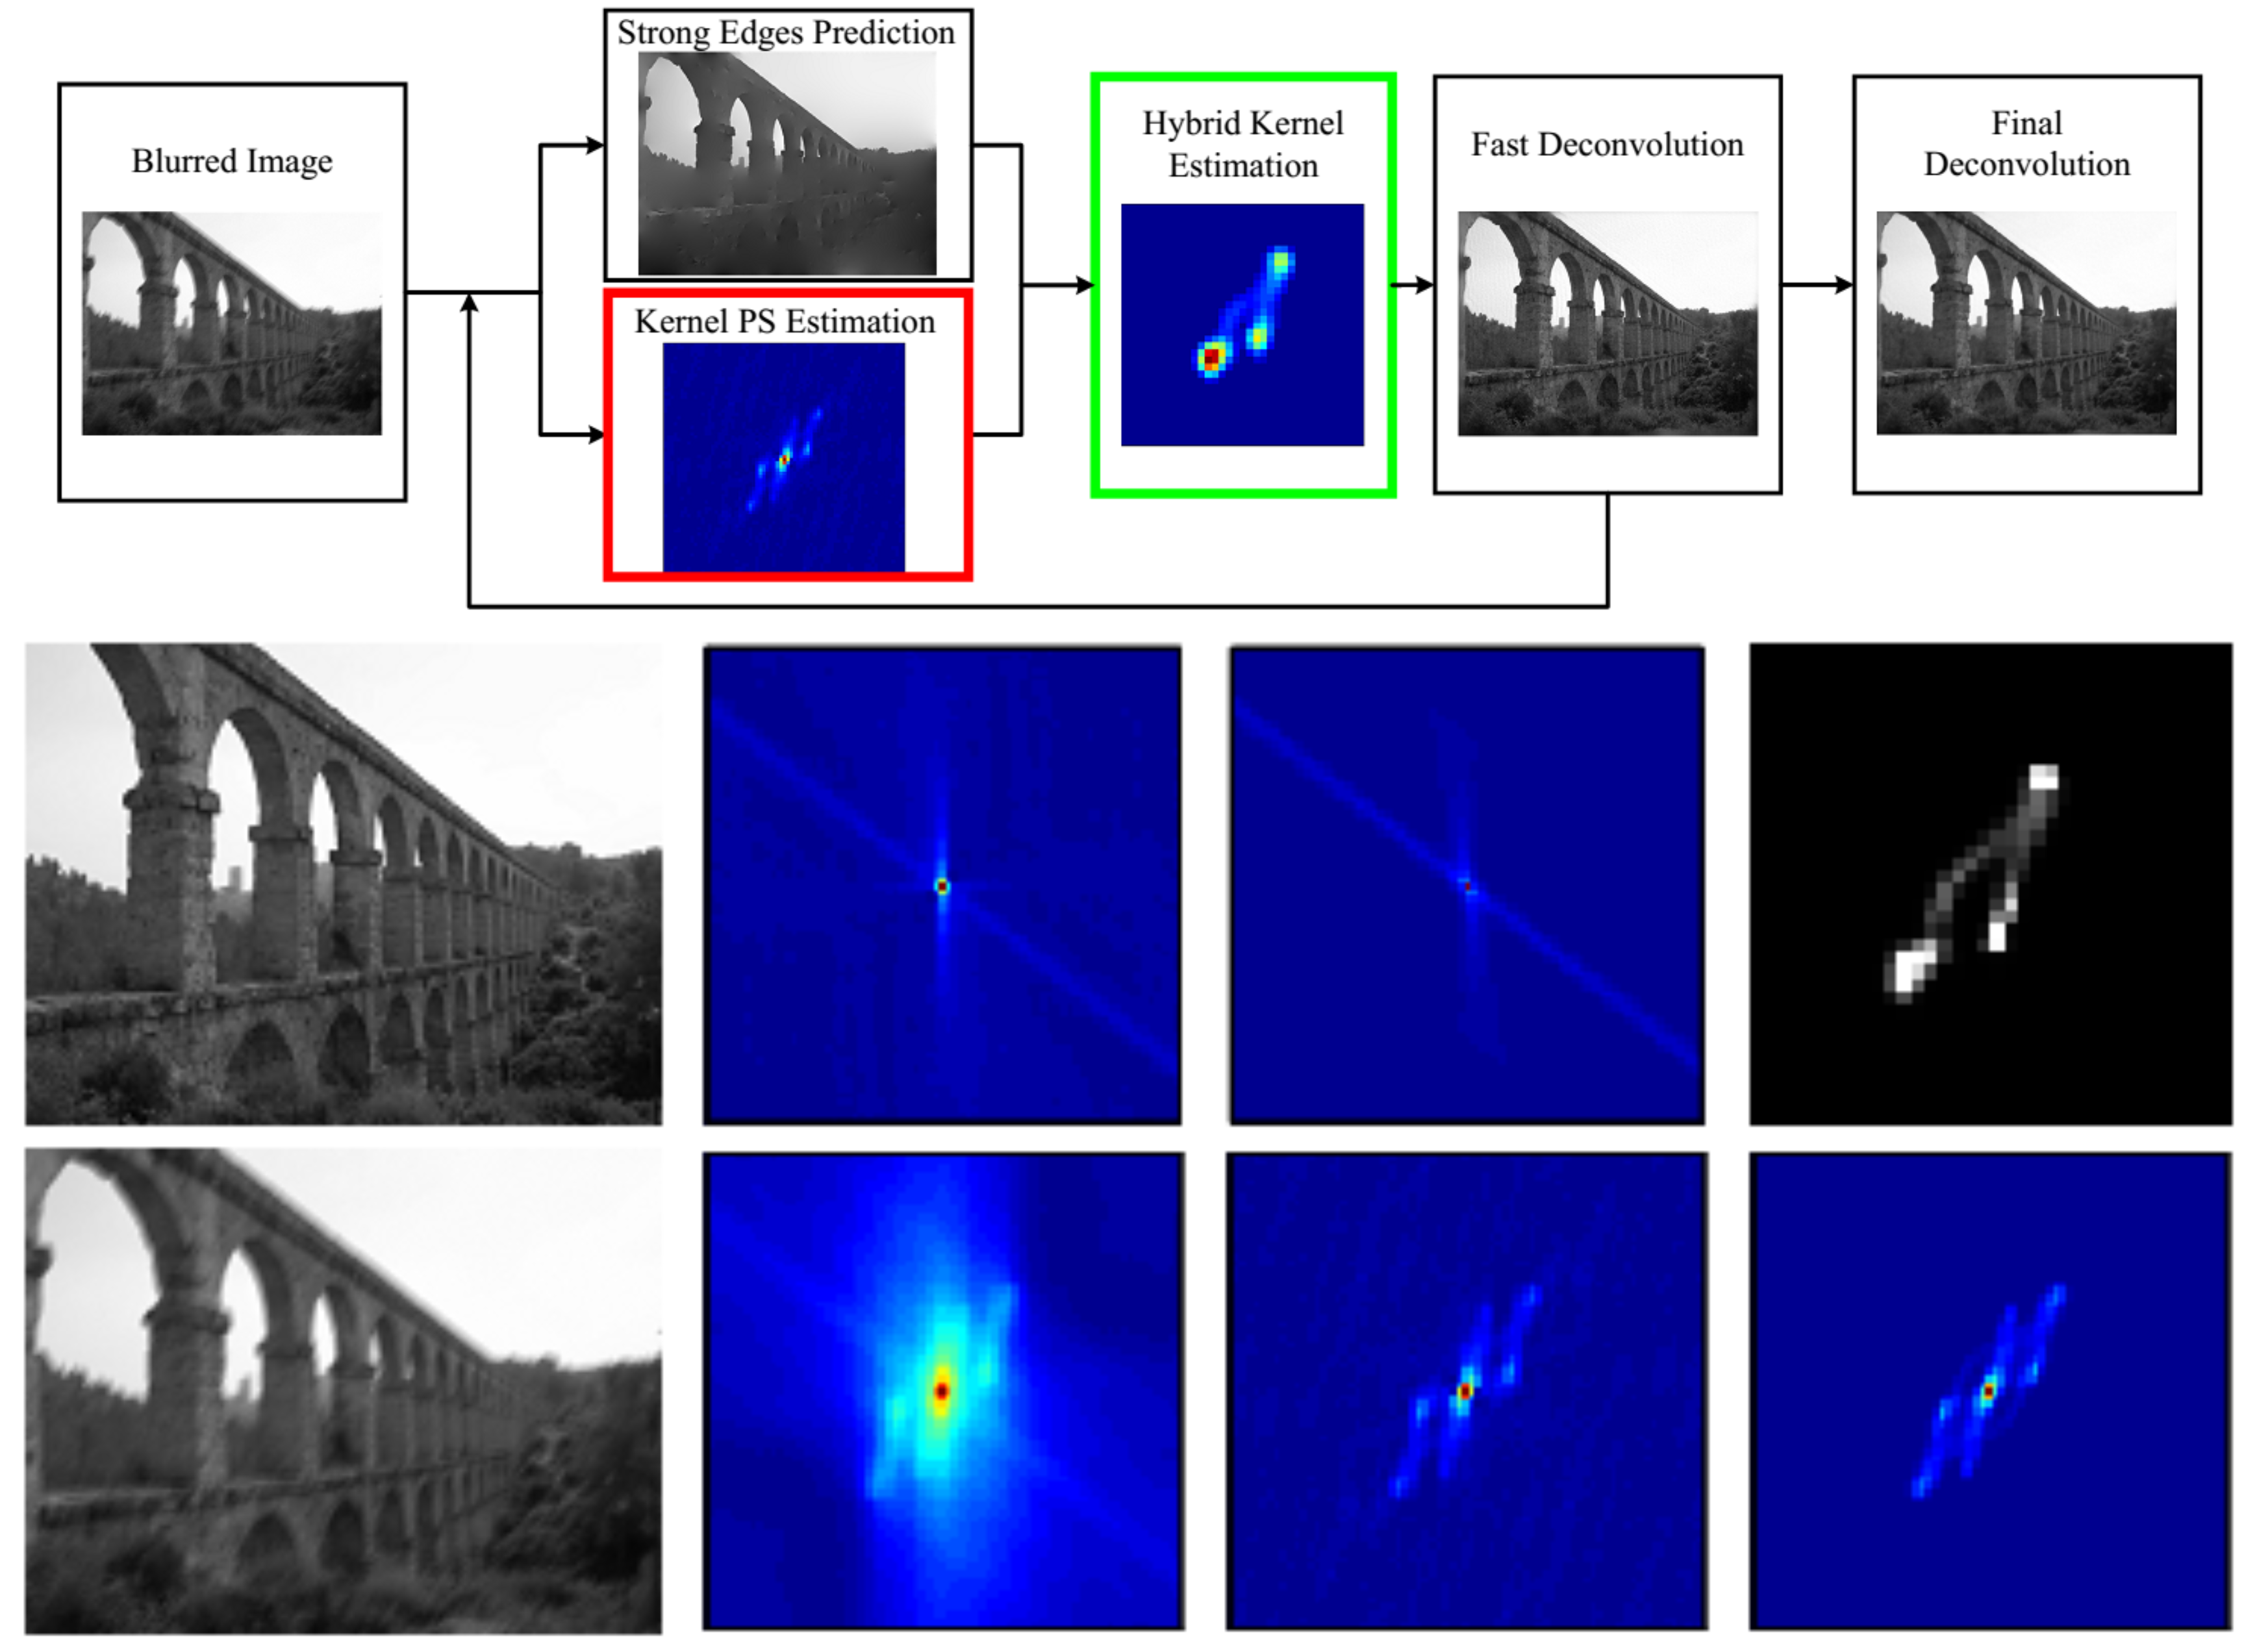 Blurred Image
Strong Edges Prediction
Kernel PS Estimation
Hybrid Kernel
Estimation
Fast Deconvolution
Final
Deconvolution